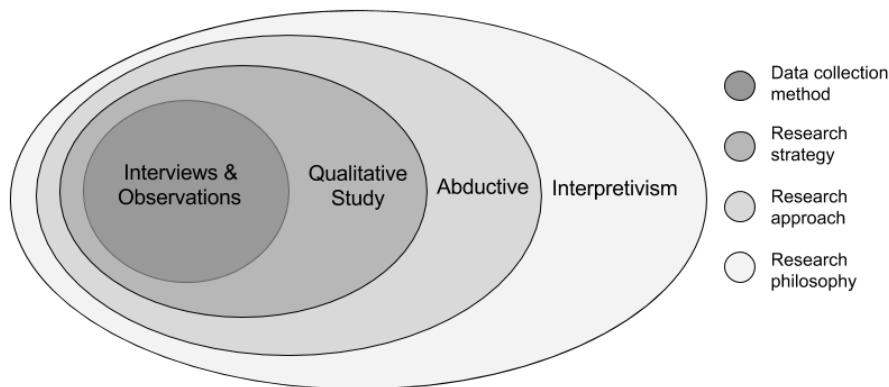 Interviews &
Observations
Qualitative
Study
Abductive
Interpretivism
Data collection
method
Research
strategy
Research
approach
Research
philosophy